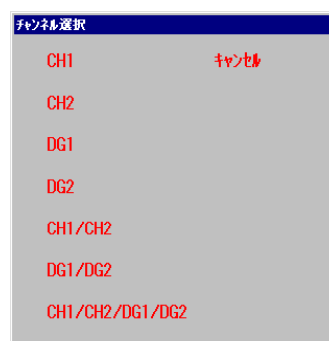 ﾁｬﾝﾈﾙ選択
CH1 ｷｬﾝｾﾙ
CH2
DG1
DG2
CH1/CH2
DG1/DG2
CH1/CH2/DG1/DG2